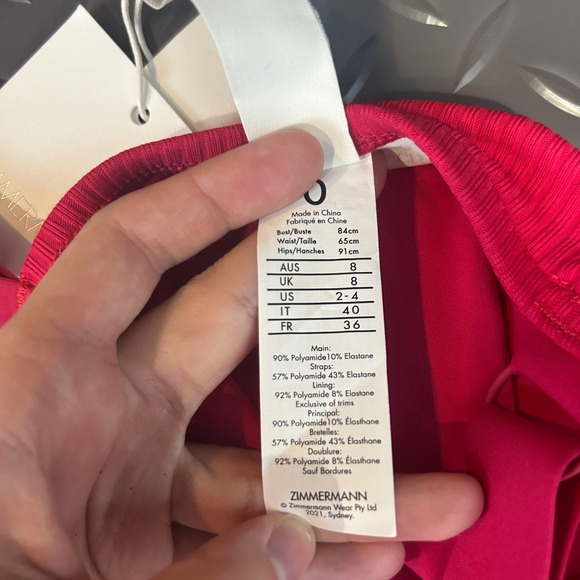 0
Made in China
Fabriqué en Chine
Bust/Buste 84cm
Waist/Taille 65cm
Hips/Hanches 91cm
AUS 8
UK 8
US 2-4
IT 40
FR 36
Main:
90% Polyamide10% Elastane
Straps:
57% Polyamide 43% Elastane
Lining:
92% Polyamide 8% Elastane
Exclusive of trims
Principal:
90% Polyamide 10% Élasthane
Bretelles:
57% Polyamide 43% Élasthane
Doublure:
92% Polyamide 8% Élasthane
Sauf Bordures
ZIMMERMANN
© Zimmermann Wear Pty Ltd
2021, Sydney.